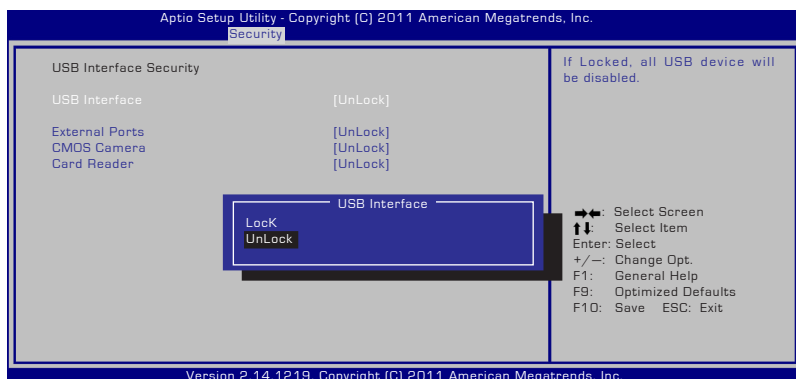 Aptio Setup Utility - Copyright (C) 2011 American Megatrends, Inc.
Security
USB Interface Security
USB Interface [UnLock]
External Ports [UnLock]
CMOS Camera [UnLock]
Card Reader [UnLock]
USB Interface
LocK
UnLock
If Locked, all USB device will
be disabled.
→←: Select Screen
↑↓: Select Item
Enter: Select
+/—: Change Opt.
F1: General Help
F9: Optimized Defaults
F10: Save ESC: Exit
Version 2.14.1219. Copyright (C) 2011 American Megatrends, Inc.